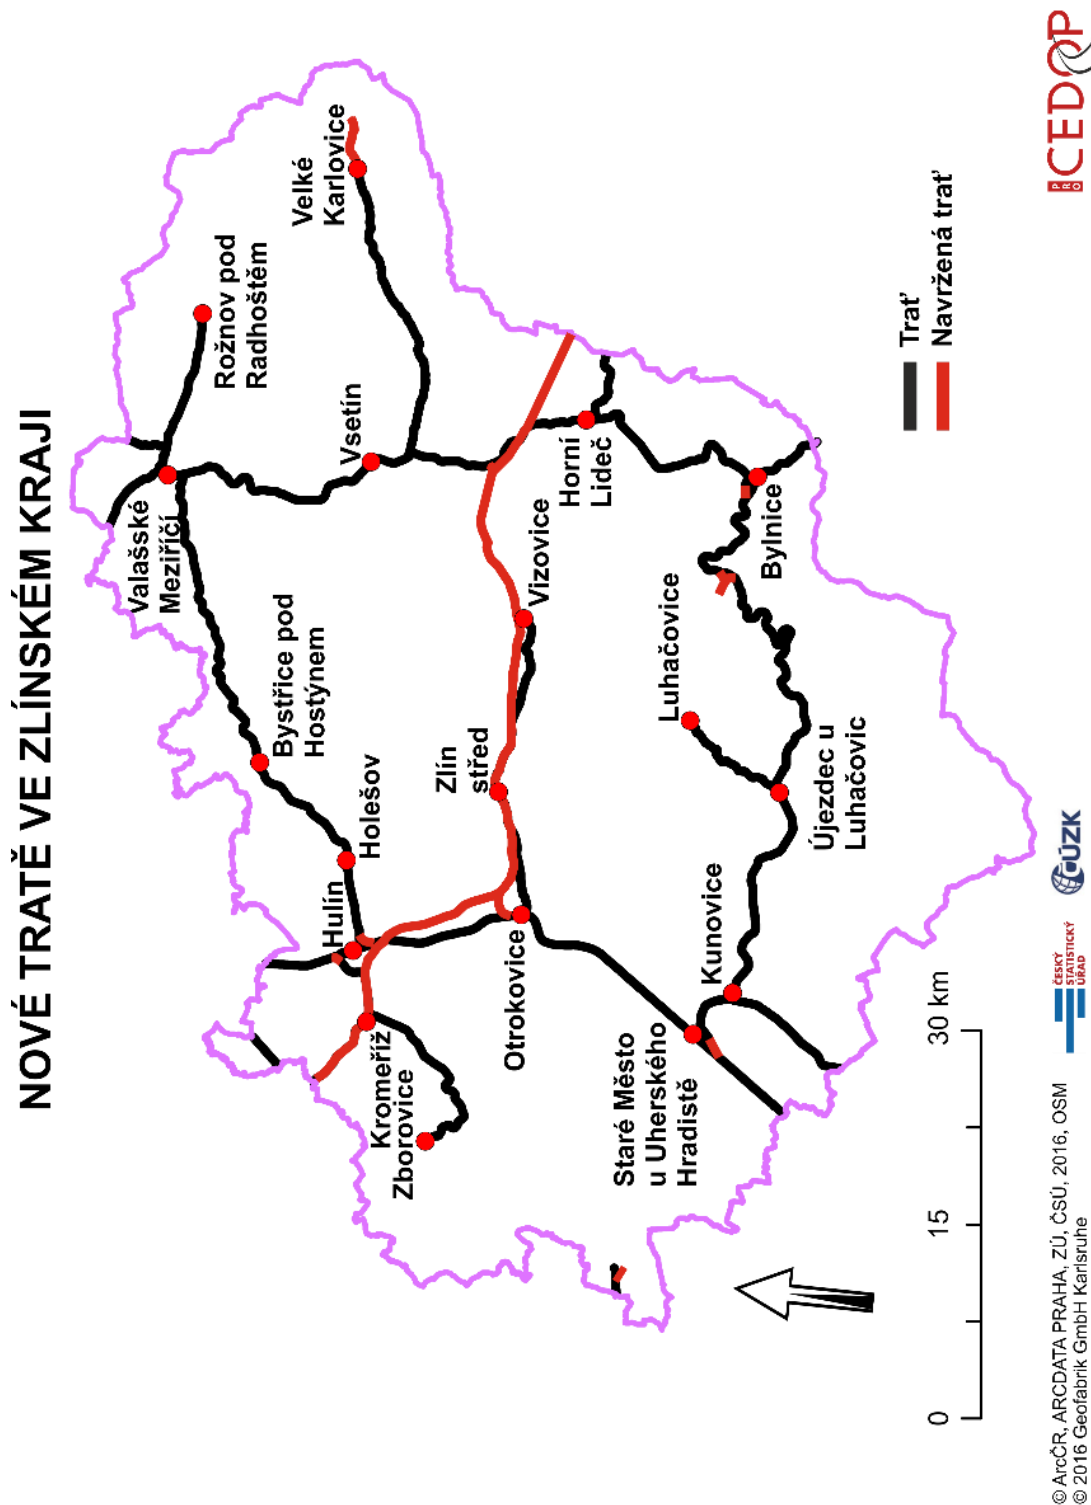 NOVÉ TRATĚ VE ZLÍNSKÉM KRAJI
Valašské
Meziříčí
Rožnov pod
Radhoštěm
Velké
Karlovice
Bystřice pod
Hostýnem
Vsetín
Holešov
Hulín
Kroměříž
Zborovice
Zlín
střed
Vizovice
Horní
Lideč
Otrokovice
Luhačovice
Bylnice
Staré Město
u Uherského
Hradiště
Kunovice
Újezdec u
Luhačovic
Trať
Navržená trať
0 15 30 km
© ArcČR, ARCDATA PRAHA, ZÚ, ČSÚ, 2016, OSM
© 2016 Geofabrik GmbH Karlsruhe
ČESKÝ
STATISTICKÝ
ÚŘAD
ČÚZK
PRO
CEDOP